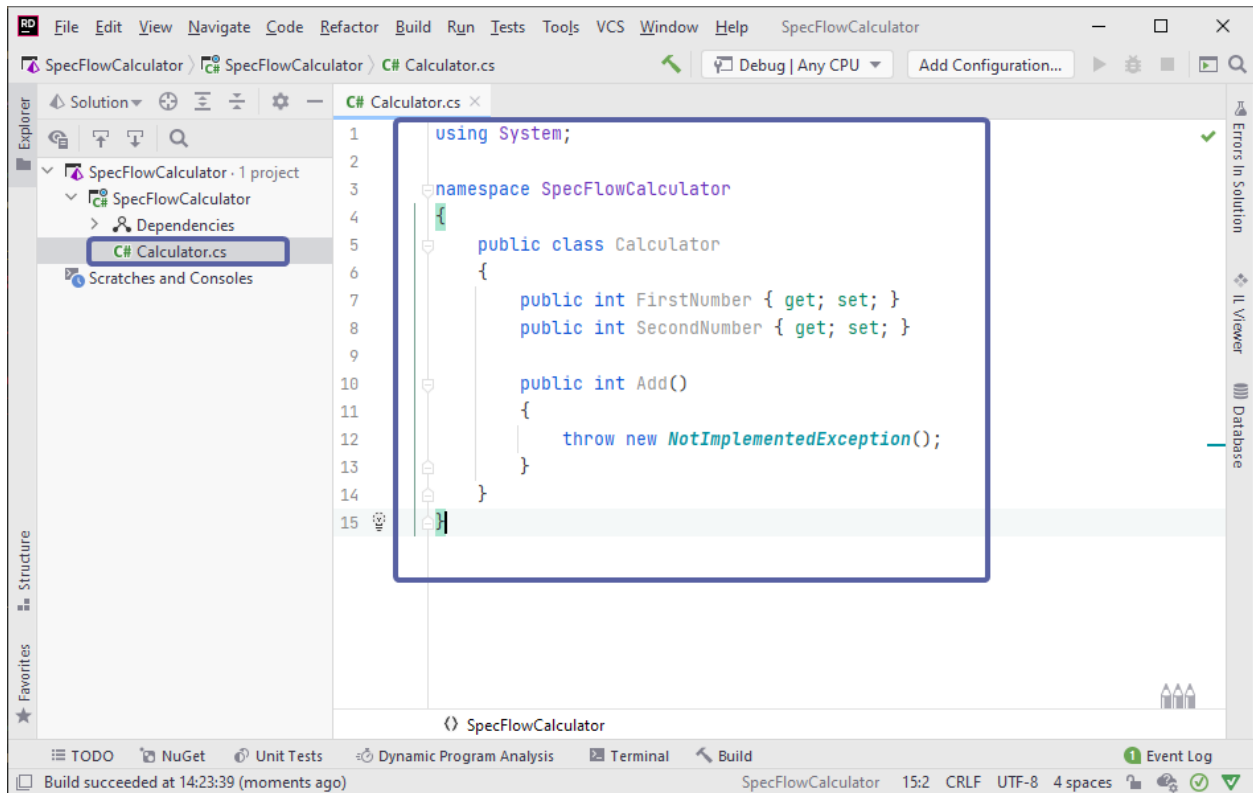 RD File Edit View Navigate Code Refactor Build Run Tests Tools VCS Window Help SpecFlowCalculator
SpecFlowCalculator SpecFlowCalculator C# Calculator.cs Debug | Any CPU Add Configuration...
Explorer
Solution
C# Calculator.cs
SpecFlowCalculator · 1 project
C# SpecFlowCalculator
Dependencies
C# Calculator.cs
Scratches and Consoles
Structure
Favorites
1 using System;
2
3 namespace SpecFlowCalculator
4 {
5 public class Calculator
6 {
7 public int FirstNumber { get; set; }
8 public int SecondNumber { get; set; }
9
10 public int Add()
11 {
12 throw new NotImplementedException();
13 }
14 }
15 }
SpecFlowCalculator
Errors In Solution
IL Viewer
Database
TODO NuGet Unit Tests Dynamic Program Analysis Terminal Build 1 Event Log
Build succeeded at 14:23:39 (moments ago) SpecFlowCalculator 15:2 CRLF UTF-8 4 spaces